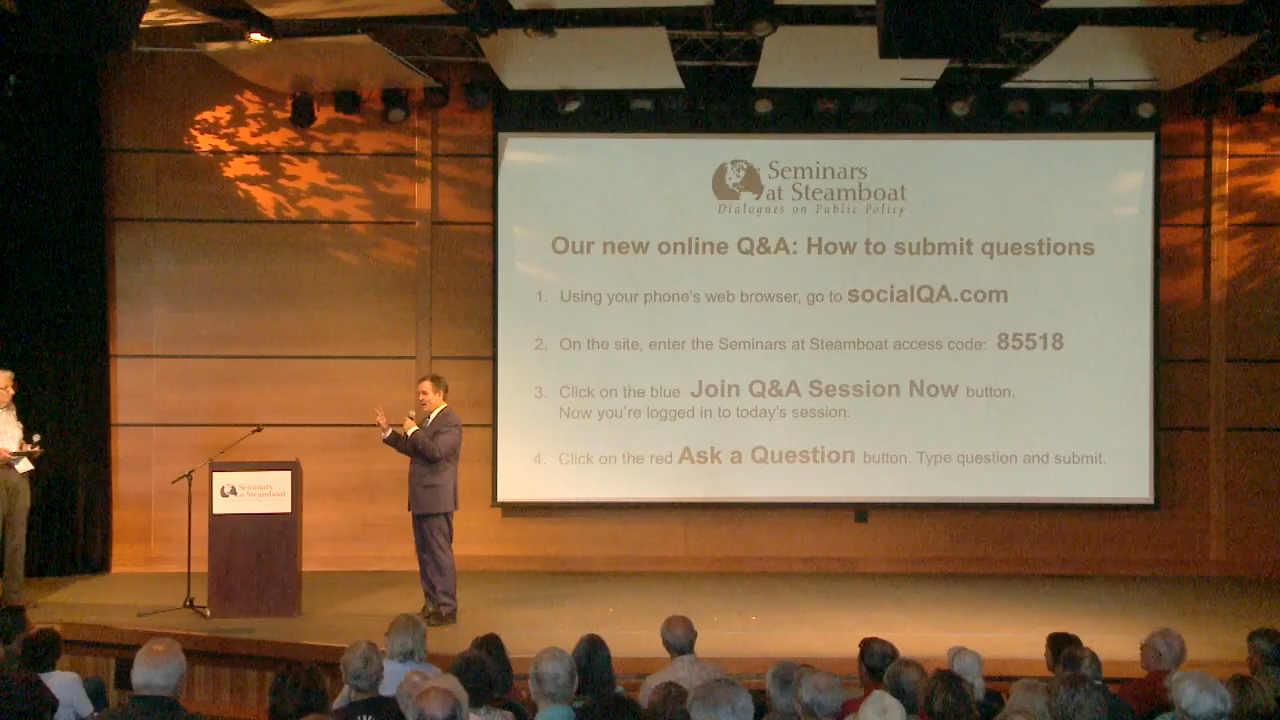 Seminars
at Steamboat
Dialogues on Public Policy
Our new online Q&A: How to submit questions
1. Using your phone's web browser, go to socialQA.com
2. On the site, enter the Seminars at Steamboat access code: 85518
3. Click on the blue Join Q&A Session Now button.
Now you're logged in to today's session.
4. Click on the red Ask a Question button. Type question and submit.
Seminars
at Steamboat